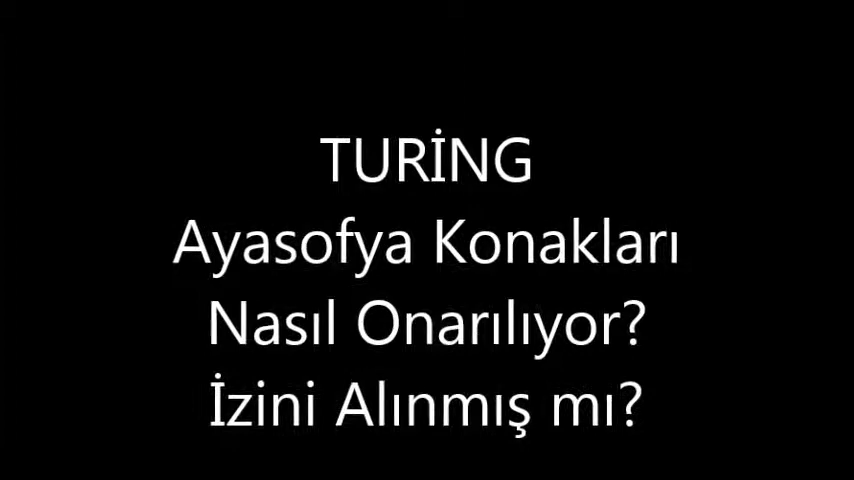 TURİNG
Ayasofya Konakları
Nasıl Onarılıyor?
İzini Alınmış mı?